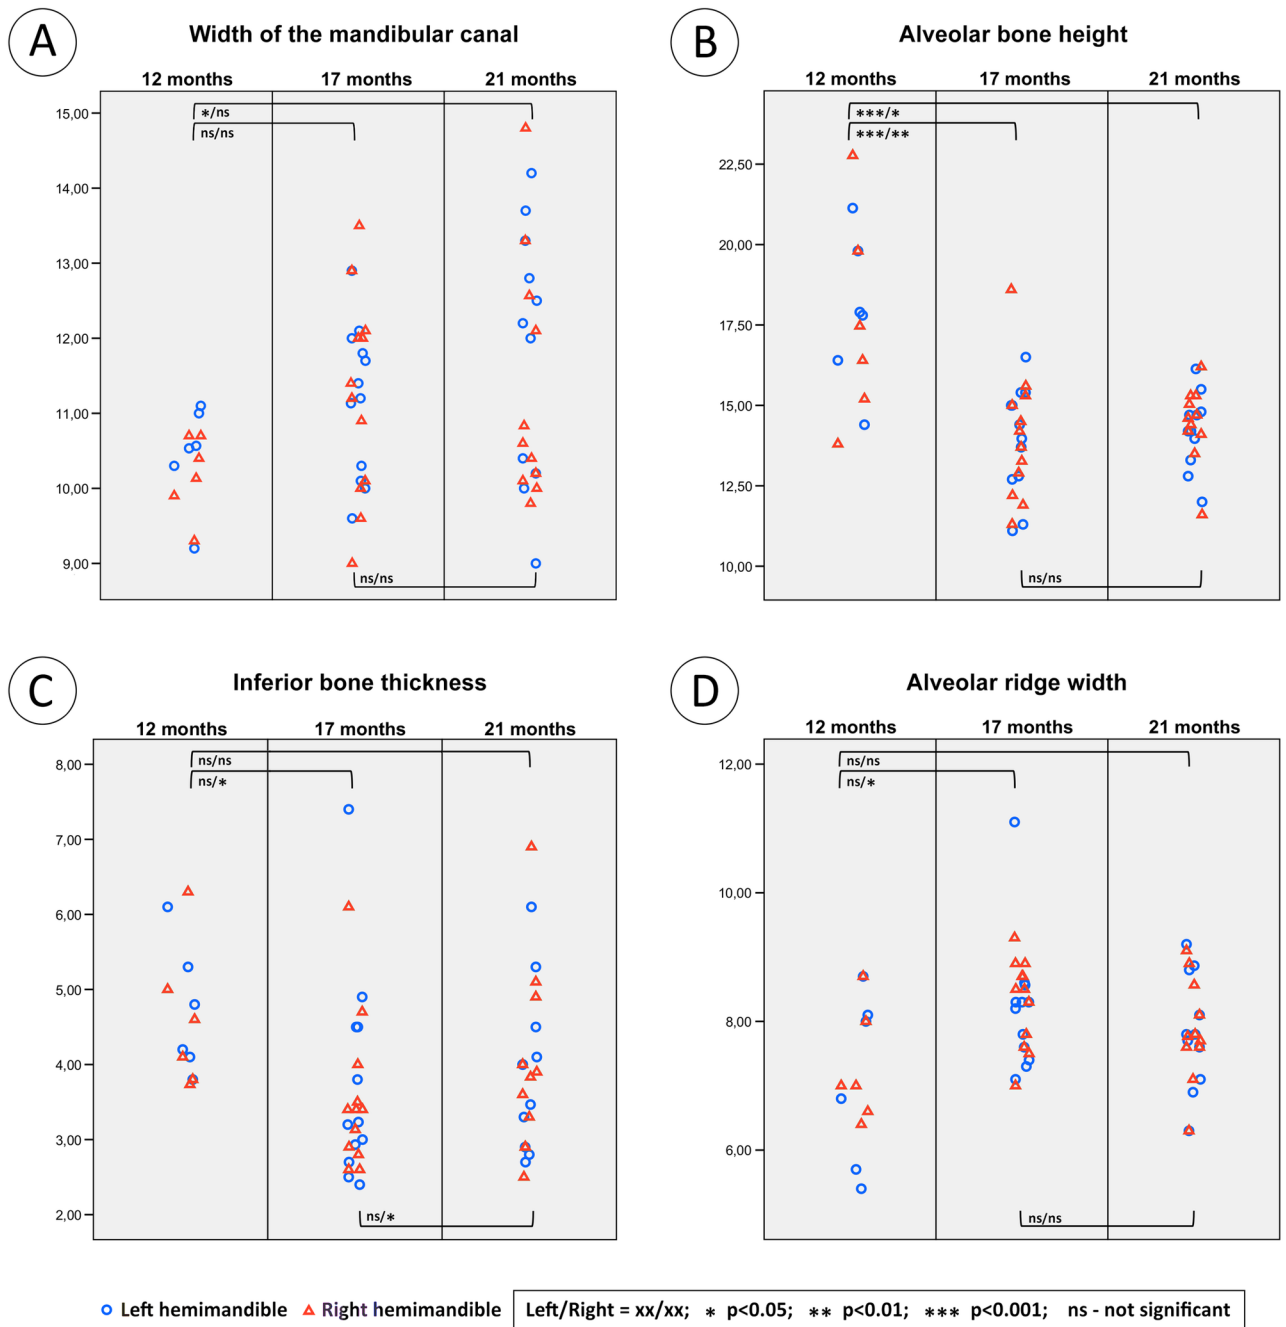 A
Width of the mandibular canal
12 months 17 months 21 months
15,00
14,00
13,00
12,00
11,00
10,00
9,00
*/ns
ns/ns
ns/ns
B
Alveolar bone height
12 months 17 months 21 months
22,50
20,00
17,50
15,00
12,50
10,00
***/*
***/**
ns/ns
C
Inferior bone thickness
12 months 17 months 21 months
8,00
7,00
6,00
5,00
4,00
3,00
2,00
ns/ns
ns/*
ns/*
D
Alveolar ridge width
12 months 17 months 21 months
12,00
10,00
8,00
6,00
ns/ns
ns/*
ns/ns
Left hemimandible Right hemimandible
Left/Right = xx/xx; * p<0.05; ** p<0.01; *** p<0.001; ns - not significant